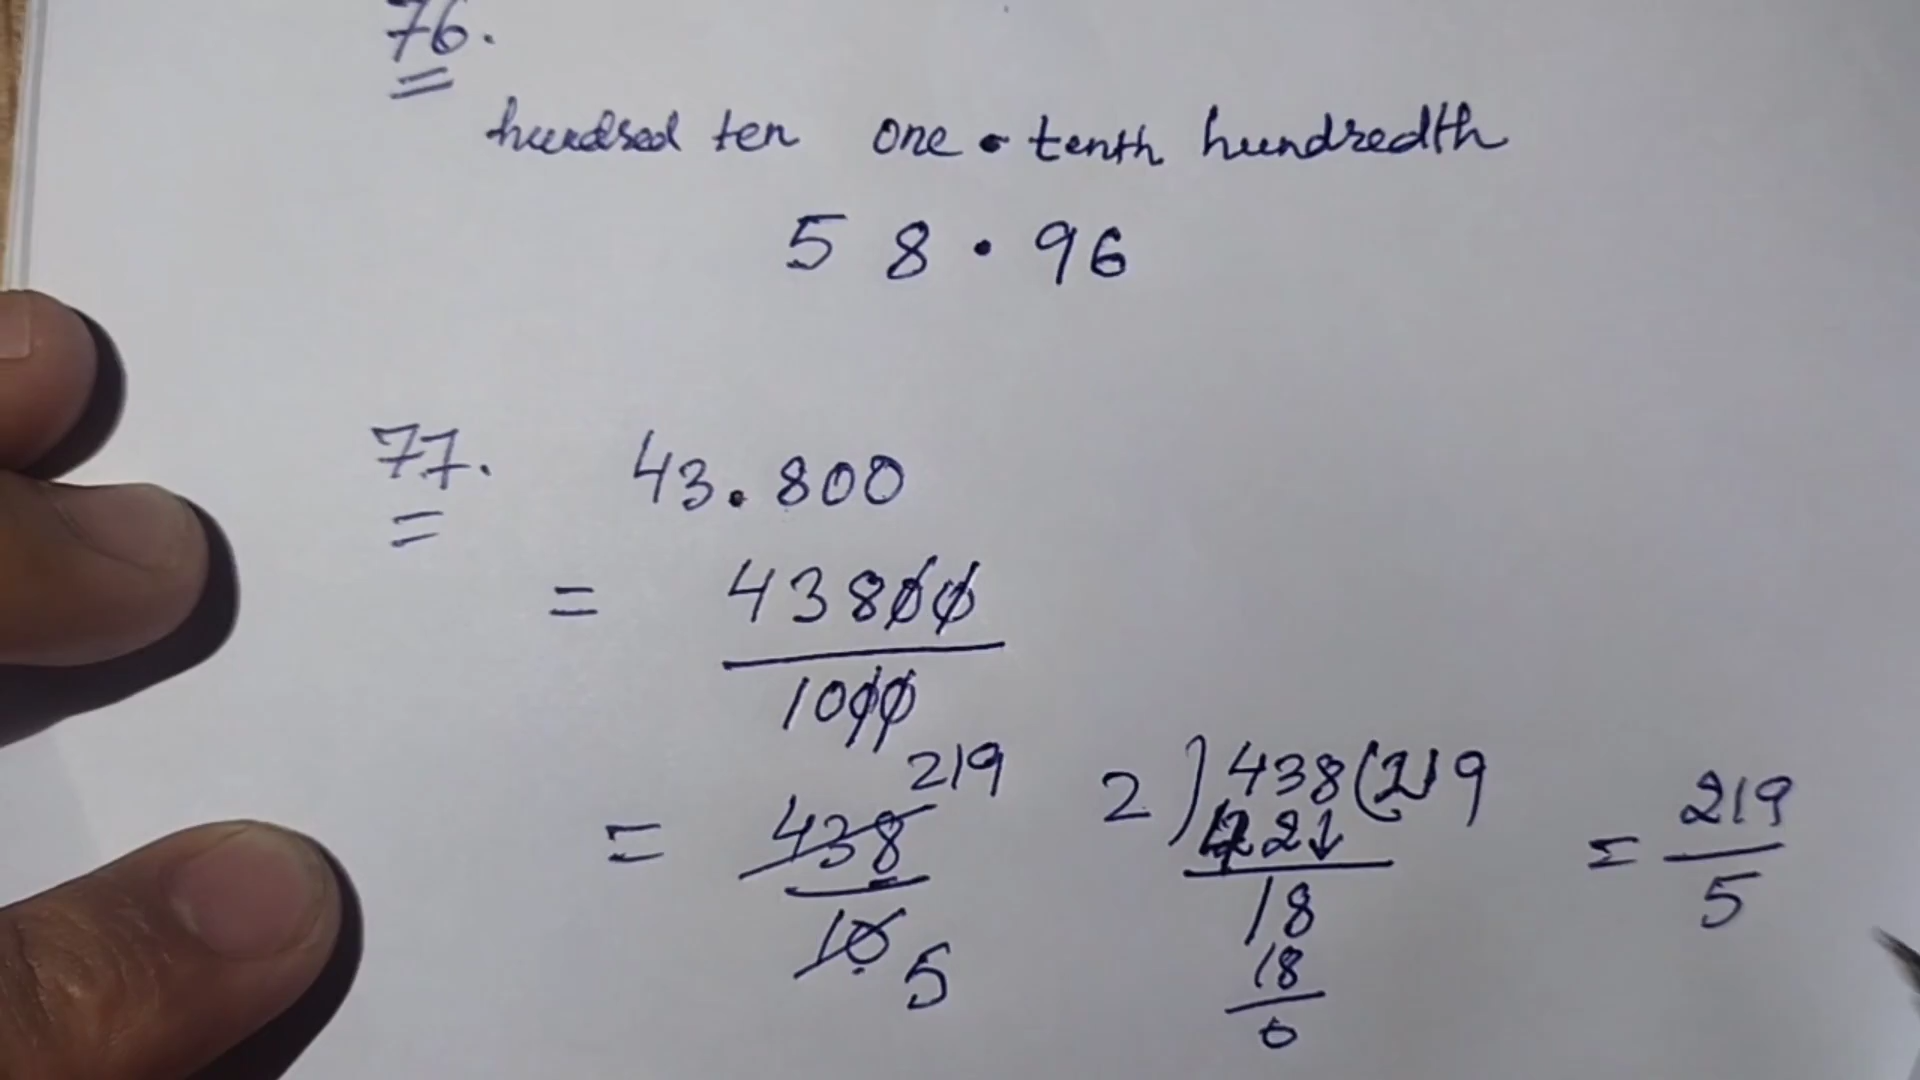 76.
hundred ten one . tenth hundredth
5 8 . 96
77. 43.800
= 43800
1000
= 438 219
10 5
2 ) 438 ( 219
42↓
18
18
0
= 219
5